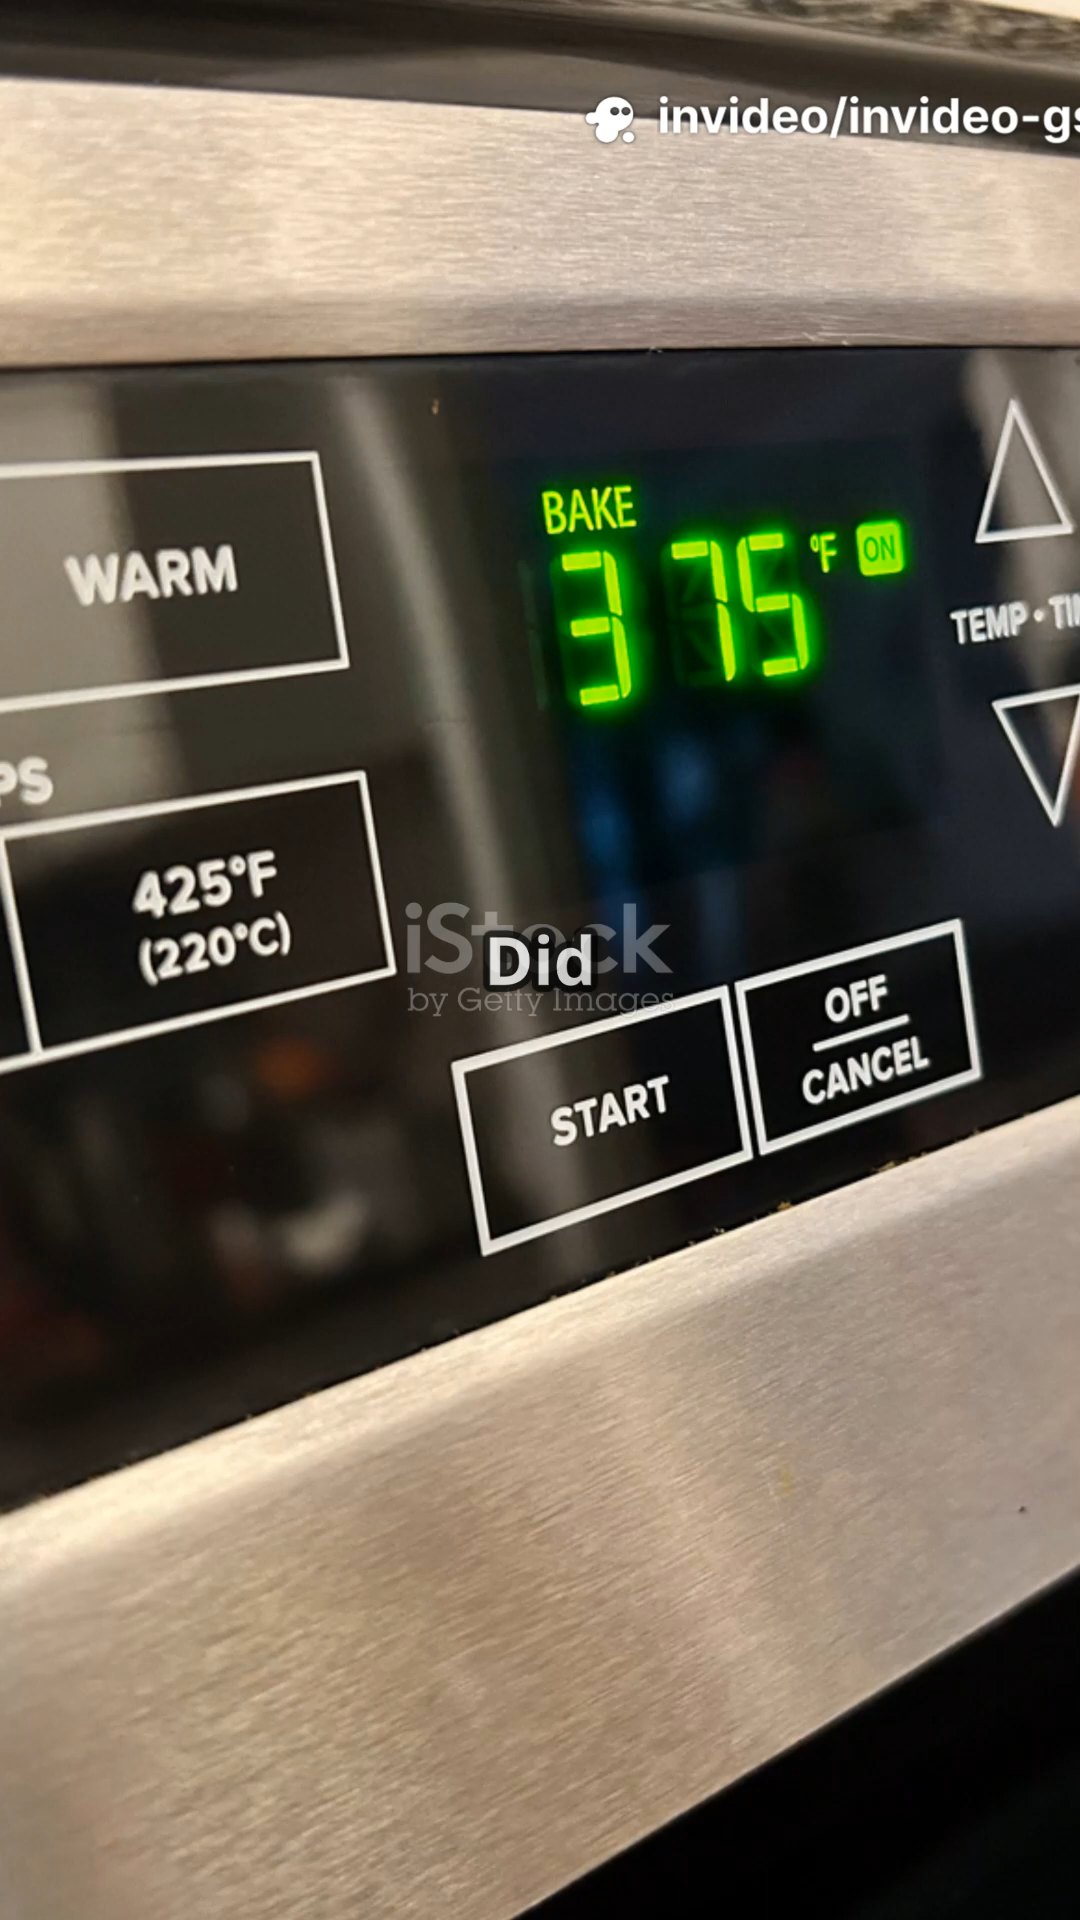 invideo/invideo-gs
BAKE
375 °F ON
WARM
TEMP • TIM
PS
425°F
(220°C)
iStock
Did
by Getty Images
START
OFF
CANCEL